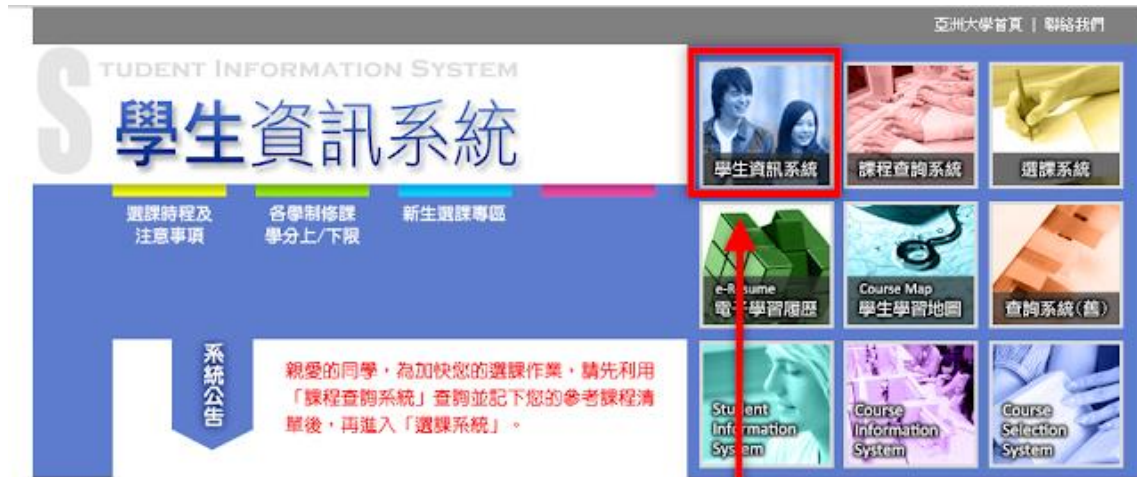 亞洲大學首頁 | 聯絡我們
STUDENT INFORMATION SYSTEM
學生資訊系統
學生資訊系統
課程查詢系統
選課系統
選課時程及
注意事項
各學制修課
學分上/下限
新生選課專區
e-Resume
電子學習履歷
Course Map
學生學習地圖
查詢系統(舊)
系統公告
親愛的同學，為加快您的選課作業，請先利用
「課程查詢系統」查詢並記下您的參考課程清
單後，再進入「選課系統」。
Student
Information
System
Course
Information
System
Course
Selection
System